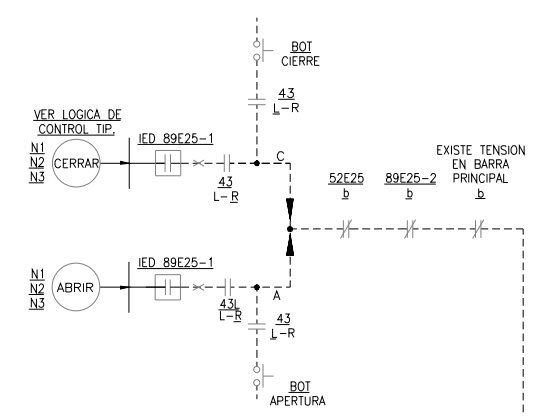 BOT
CIERRE
43
L-R
VER LOGICA DE
CONTROL TIP.
IED 89E25-1
N1
N2
N3
CERRAR
C
43
L-R
EXISTE TENSION
EN BARRA
PRINCIPAL
52E25
b
89E25-2
b
b
IED 89E25-1
N1
N2
N3
ABRIR
A
43L
L-R
43
L-R
BOT
APERTURA